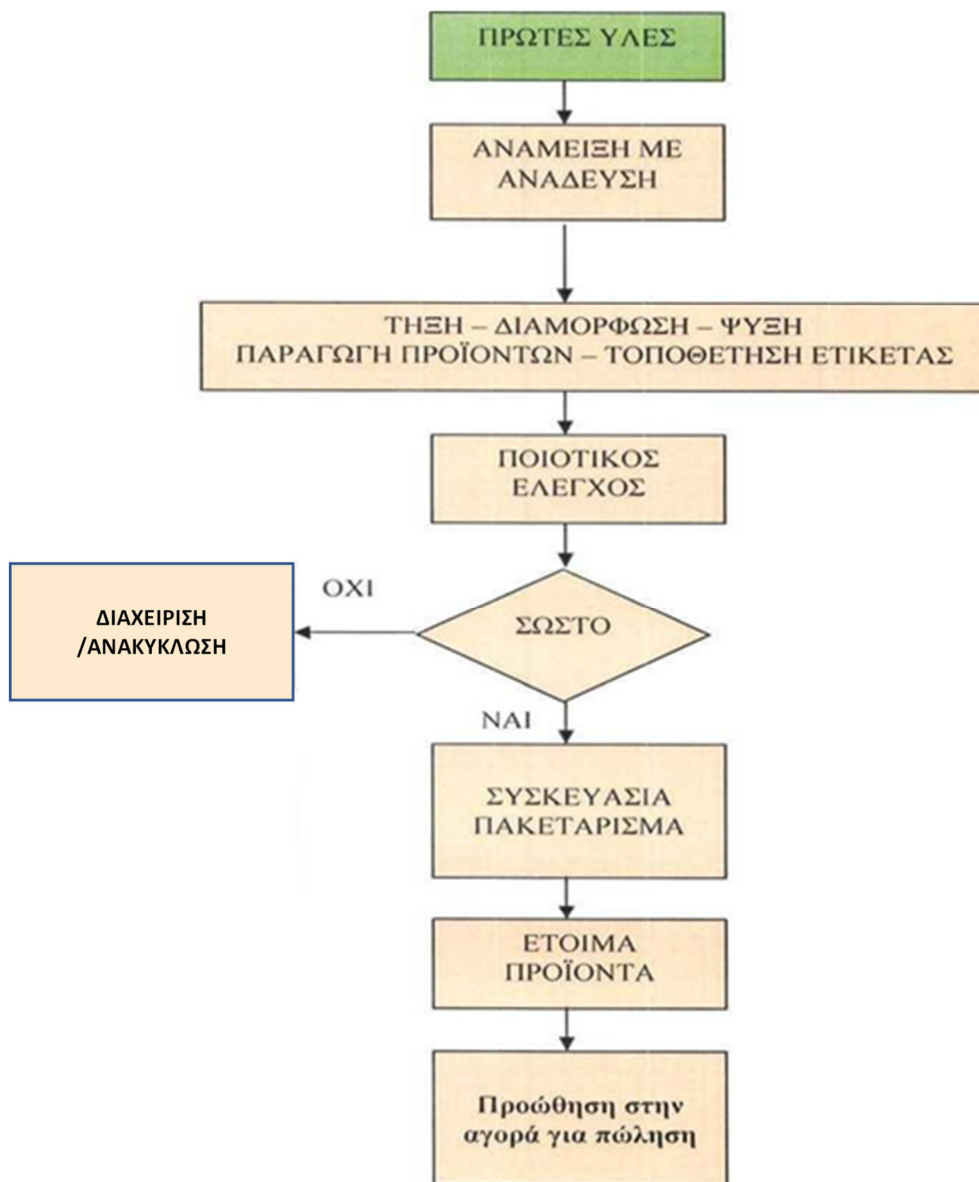 ΠΡΩΤΕΣ ΥΛΕΣ
ΑΝΑΜΕΙΞΗ ΜΕ
ΑΝΑΔΕΥΣΗ
ΤΗΞΗ – ΔΙΑΜΟΡΦΩΣΗ – ΨΥΞΗ
ΠΑΡΑΓΩΓΗ ΠΡΟΪΟΝΤΩΝ – ΤΟΠΟΘΕΤΗΣΗ ΕΤΙΚΕΤΑΣ
ΠΟΙΟΤΙΚΟΣ
ΕΛΕΓΧΟΣ
ΣΩΣΤΟ
ΟΧΙ
ΔΙΑΧΕΙΡΙΣΗ
/ΑΝΑΚΥΚΛΩΣΗ
ΝΑΙ
ΣΥΣΚΕΥΑΣΙΑ
ΠΑΚΕΤΑΡΙΣΜΑ
ΕΤΟΙΜΑ
ΠΡΟΪΟΝΤΑ
Προώθηση στην
αγορά για πώληση